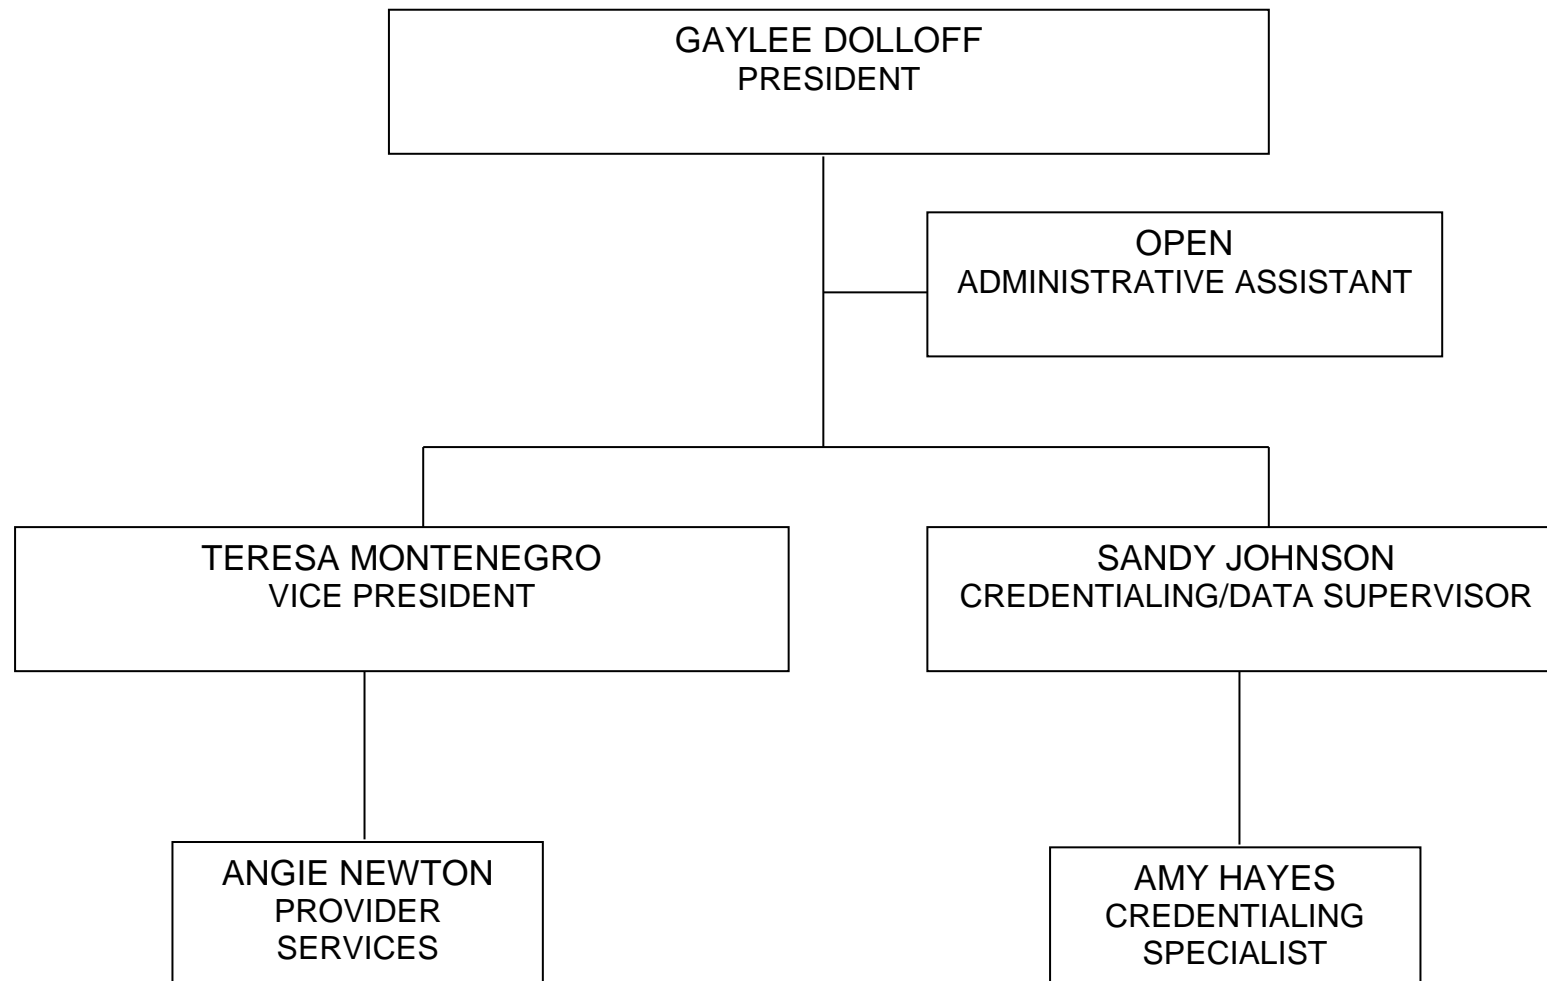 GAYLEE DOLLOFF
PRESIDENT
OPEN
ADMINISTRATIVE ASSISTANT
TERESA MONTENEGRO
VICE PRESIDENT
SANDY JOHNSON
CREDENTIALING/DATA SUPERVISOR
ANGIE NEWTON
PROVIDER
SERVICES
AMY HAYES
CREDENTIALING
SPECIALIST